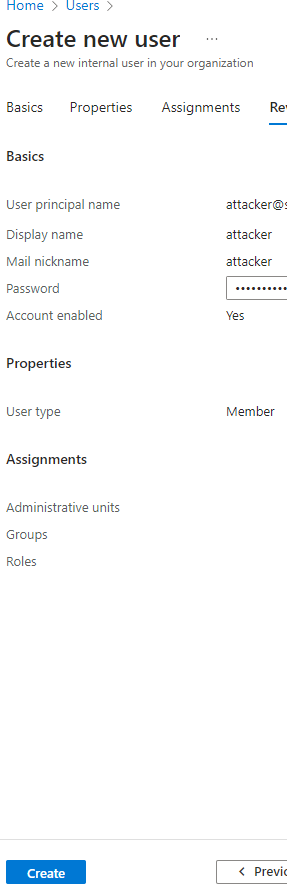 Home > Users >
Create new user ...
Create a new internal user in your organization
Basics Properties Assignments
Basics
User principal name attacker@
Display name attacker
Mail nickname attacker
Password ••••••••••
Account enabled Yes
Properties
User type Member
Assignments
Administrative units
Groups
Roles
Create < Previo